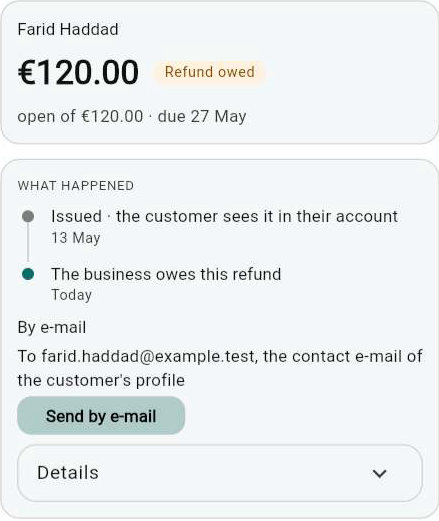 Farid Haddad
€120.00 Refund owed
open of €120.00 · due 27 May
WHAT HAPPENED
Issued · the customer sees it in their account
13 May
The business owes this refund
Today
By e-mail
To farid.haddad@example.test, the contact e-mail of
the customer's profile
Send by e-mail
Details